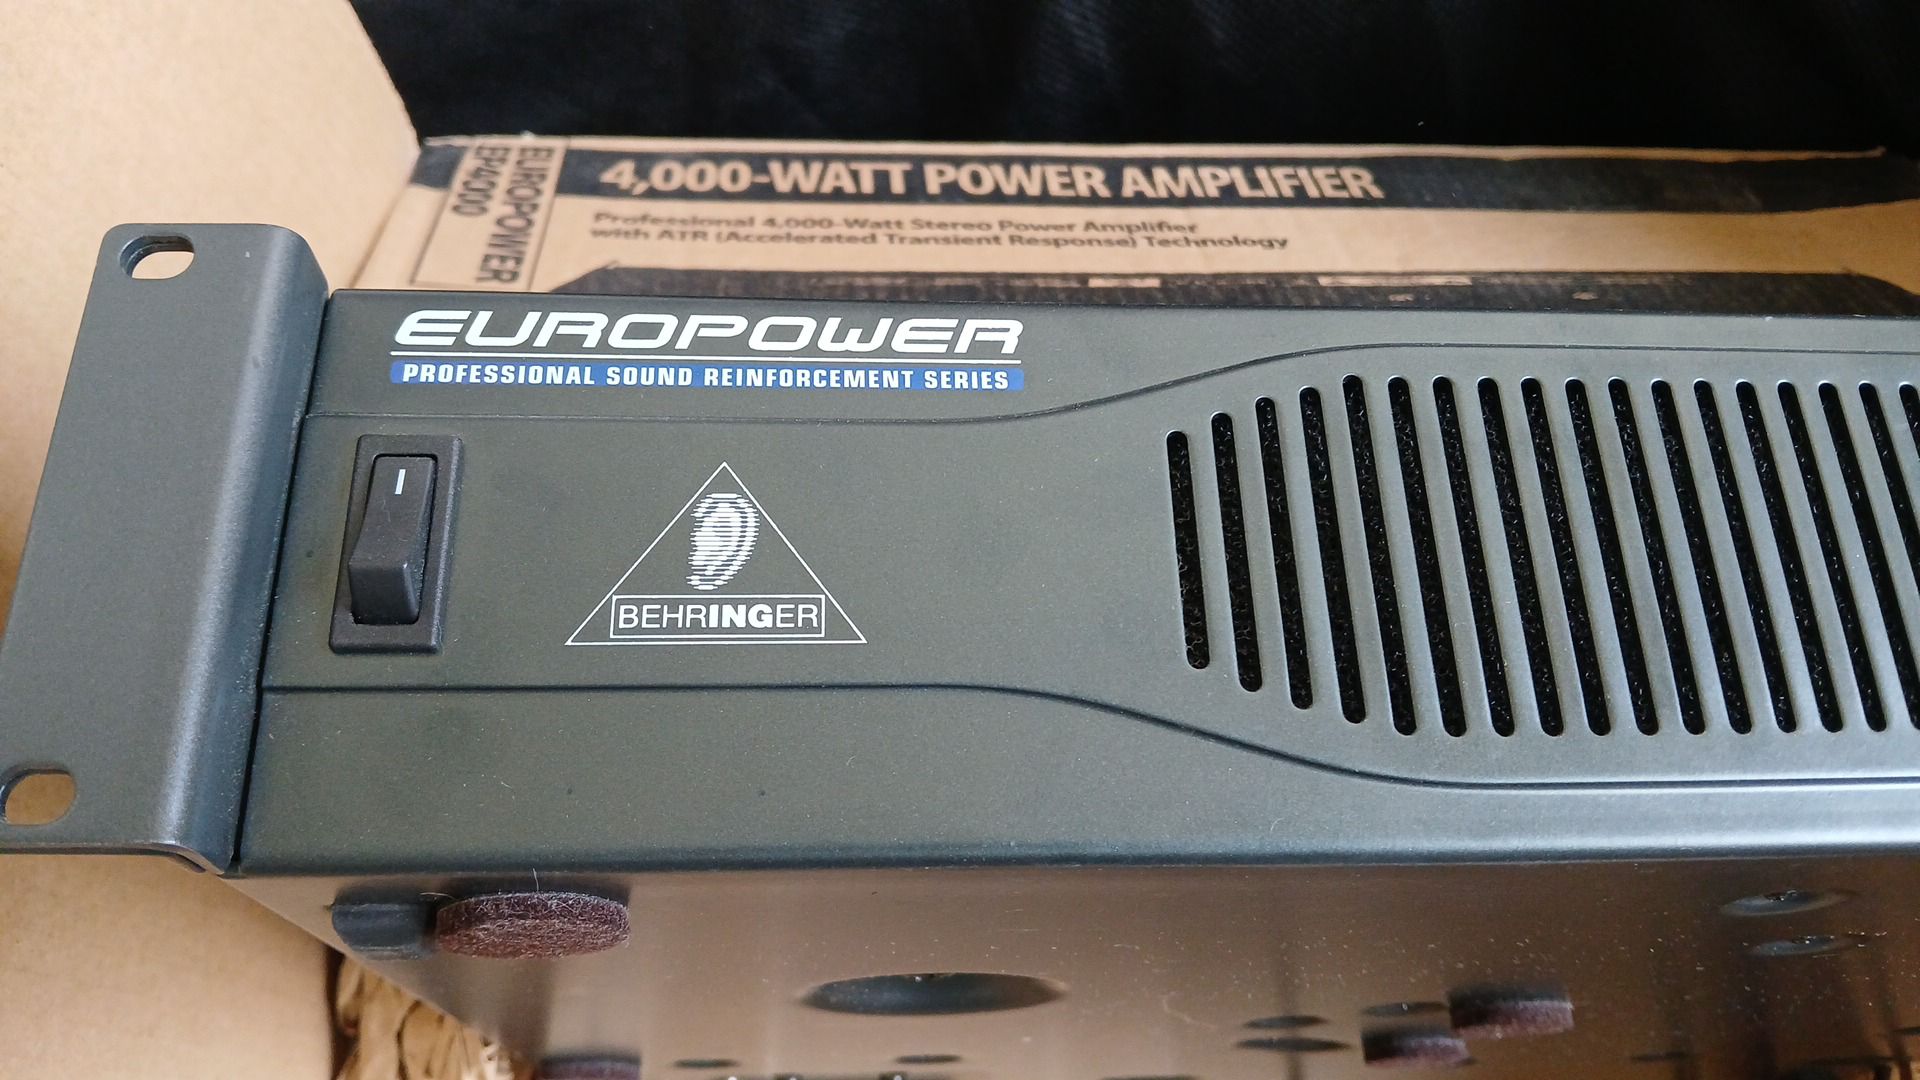 EUROPOWER
EP4000
4,000-WATT POWER AMPLIFIER
Professional 4,000-Watt Stereo Power Amplifier
with ATR (Accelerated Transient Response) Technology
EUROPOWER
PROFESSIONAL SOUND REINFORCEMENT SERIES
I
BEHRINGER